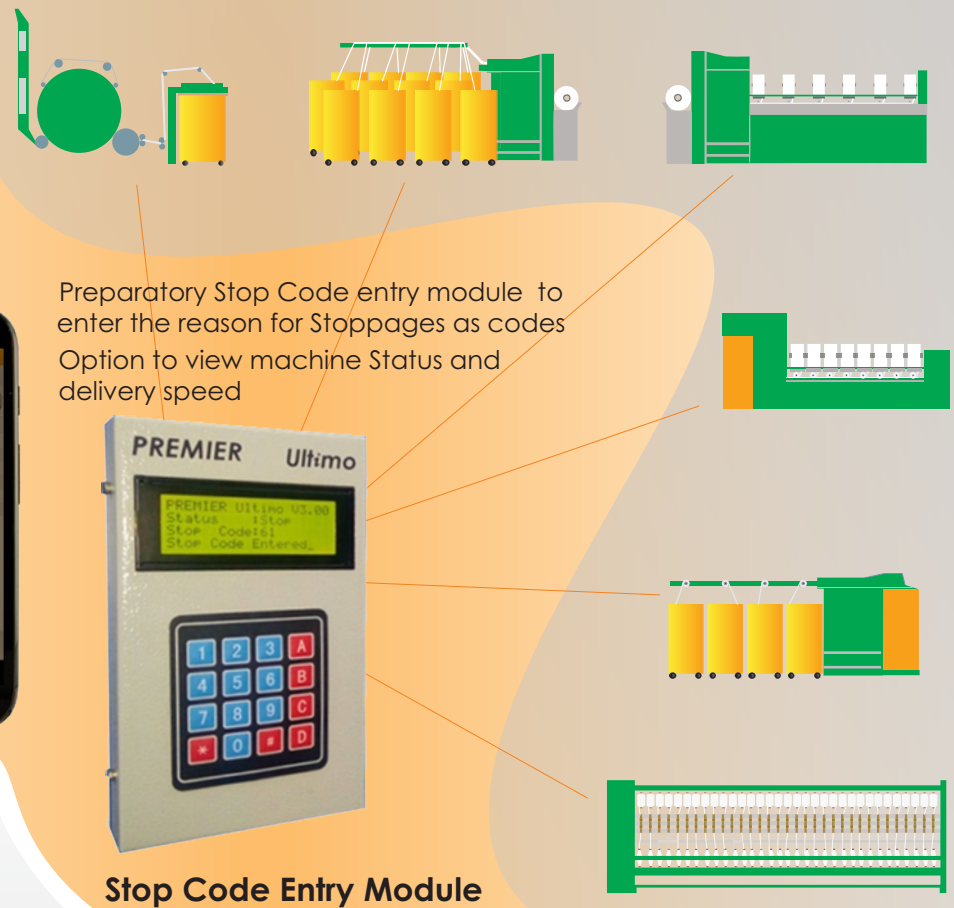 Preparatory Stop Code entry module to
enter the reason for Stoppages as codes
Option to view machine Status and
delivery speed
PREMIER Ultimo
PREMIER Ultimo V3.00
Status :Stop
Stop Code:61
Stop Code Entered_
1 2 3 A
4 5 6 B
7 8 9 C
* 0 # D
Stop Code Entry Module